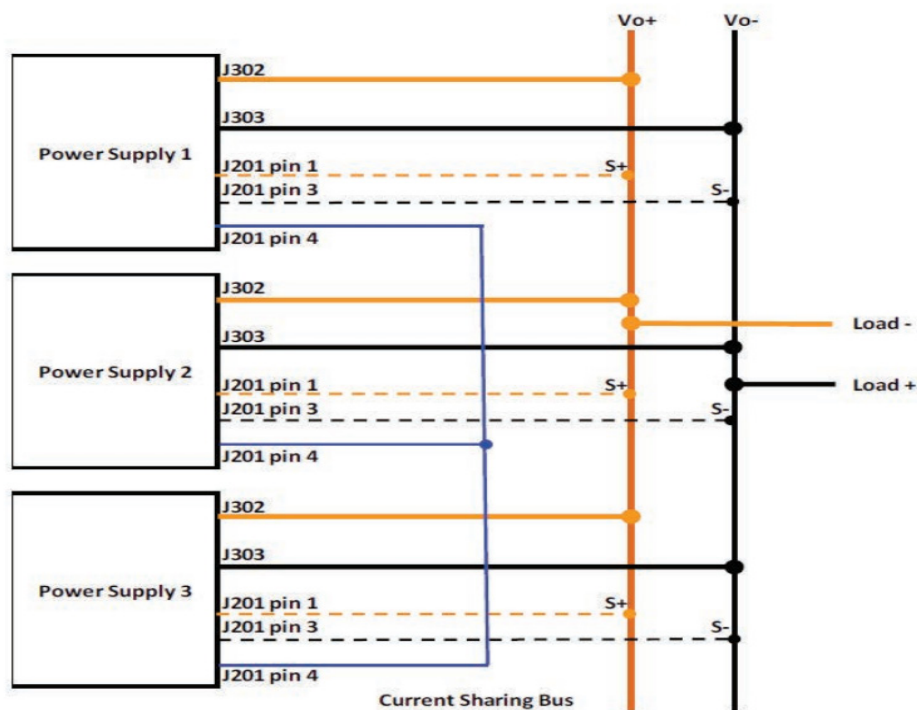 Vo+ Vo-
J302
J303
Power Supply 1
J201 pin 1 S+
J201 pin 3 S-
J201 pin 4
J302
Load -
J303
Power Supply 2
Load +
J201 pin 1 S+
J201 pin 3 S-
J201 pin 4
J302
J303
Power Supply 3
J201 pin 1 S+
J201 pin 3 S-
J201 pin 4
Current Sharing Bus